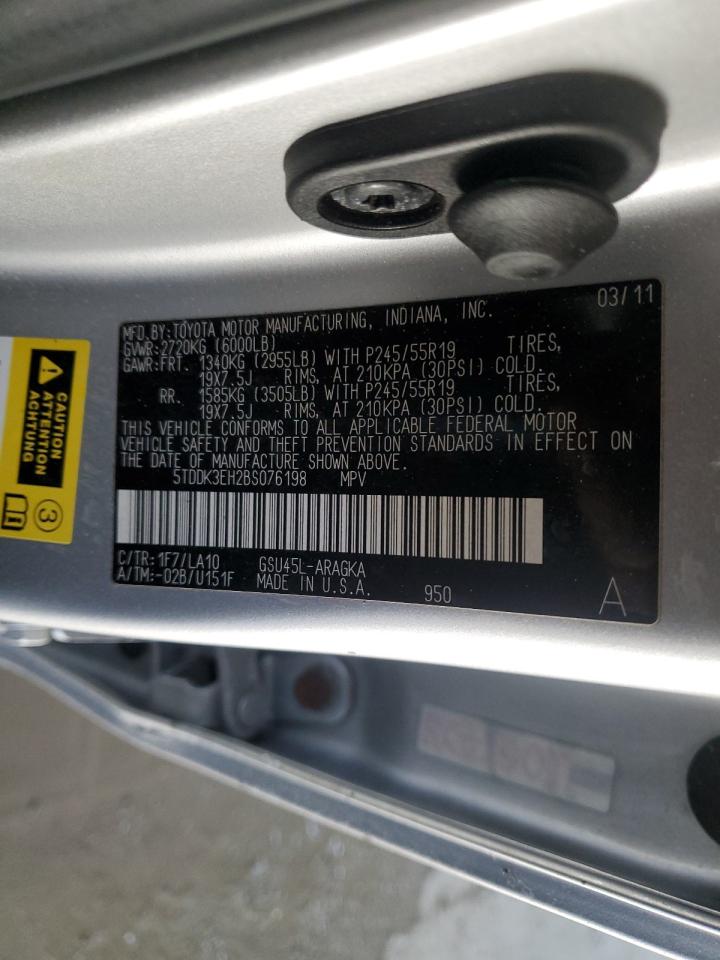 03/11
MFD.BY:TOYOTA MOTOR MANUFACTURING, INDIANA, INC.
GVWR:2720KG (6000LB)
GAWR:FRT. 1340KG (2955LB) WITH P245/55R19 TIRES,
19X7.5J RIMS, AT 210KPA (30PSI) COLD.
RR. 1585KG (3505LB) WITH P245/55R19 TIRES,
19X7.5J RIMS, AT 210KPA (30PSI) COLD.
THIS VEHICLE CONFORMS TO ALL APPLICABLE FEDERAL MOTOR
VEHICLE SAFETY AND THEFT PREVENTION STANDARDS IN EFFECT ON
THE DATE OF MANUFACTURE SHOWN ABOVE.
5TDDK3EH2BS076198 MPV
C/TR:1F7/LA10 GSU45L-ARAGKA
A/TM:-02B/U151F MADE IN U.S.A. 950 A
CAUTION
ATTENTION
ACHTUNG
3